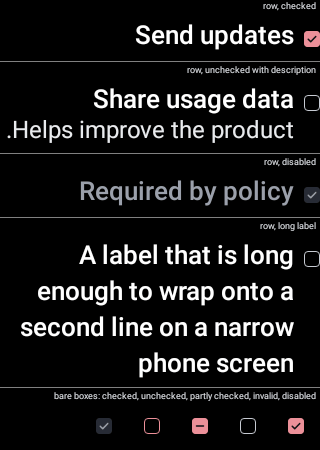 row, checked
Send updates
row, unchecked with description
Share usage data
.Helps improve the product
row, disabled
Required by policy
row, long label
A label that is long
enough to wrap onto a
second line on a narrow
phone screen
bare boxes: checked, unchecked, partly checked, invalid, disabled